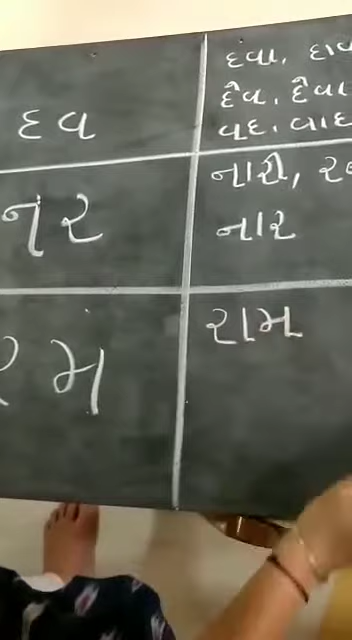 દવા, દાવ
દવ
દૈવ, દૈવા
વદ, વાદ
નારી,
નર
નાર
રામ
રમ